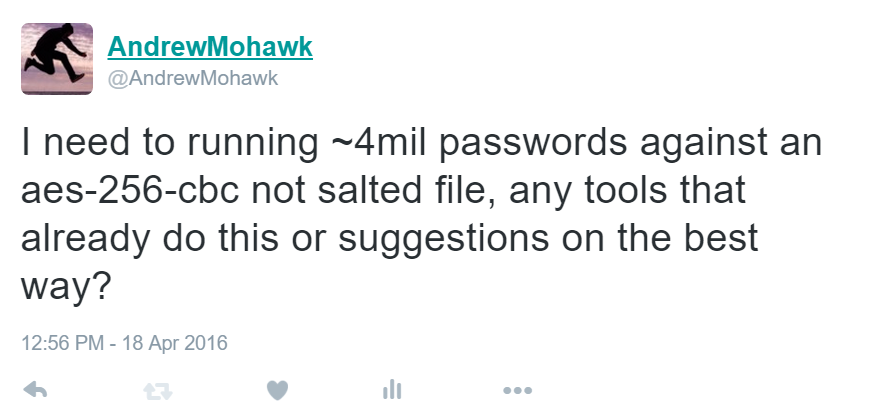 AndrewMohawk
@AndrewMohawk
I need to running ~4mil passwords against an
aes-256-cbc not salted file, any tools that
already do this or suggestions on the best
way?
12:56 PM - 18 Apr 2016